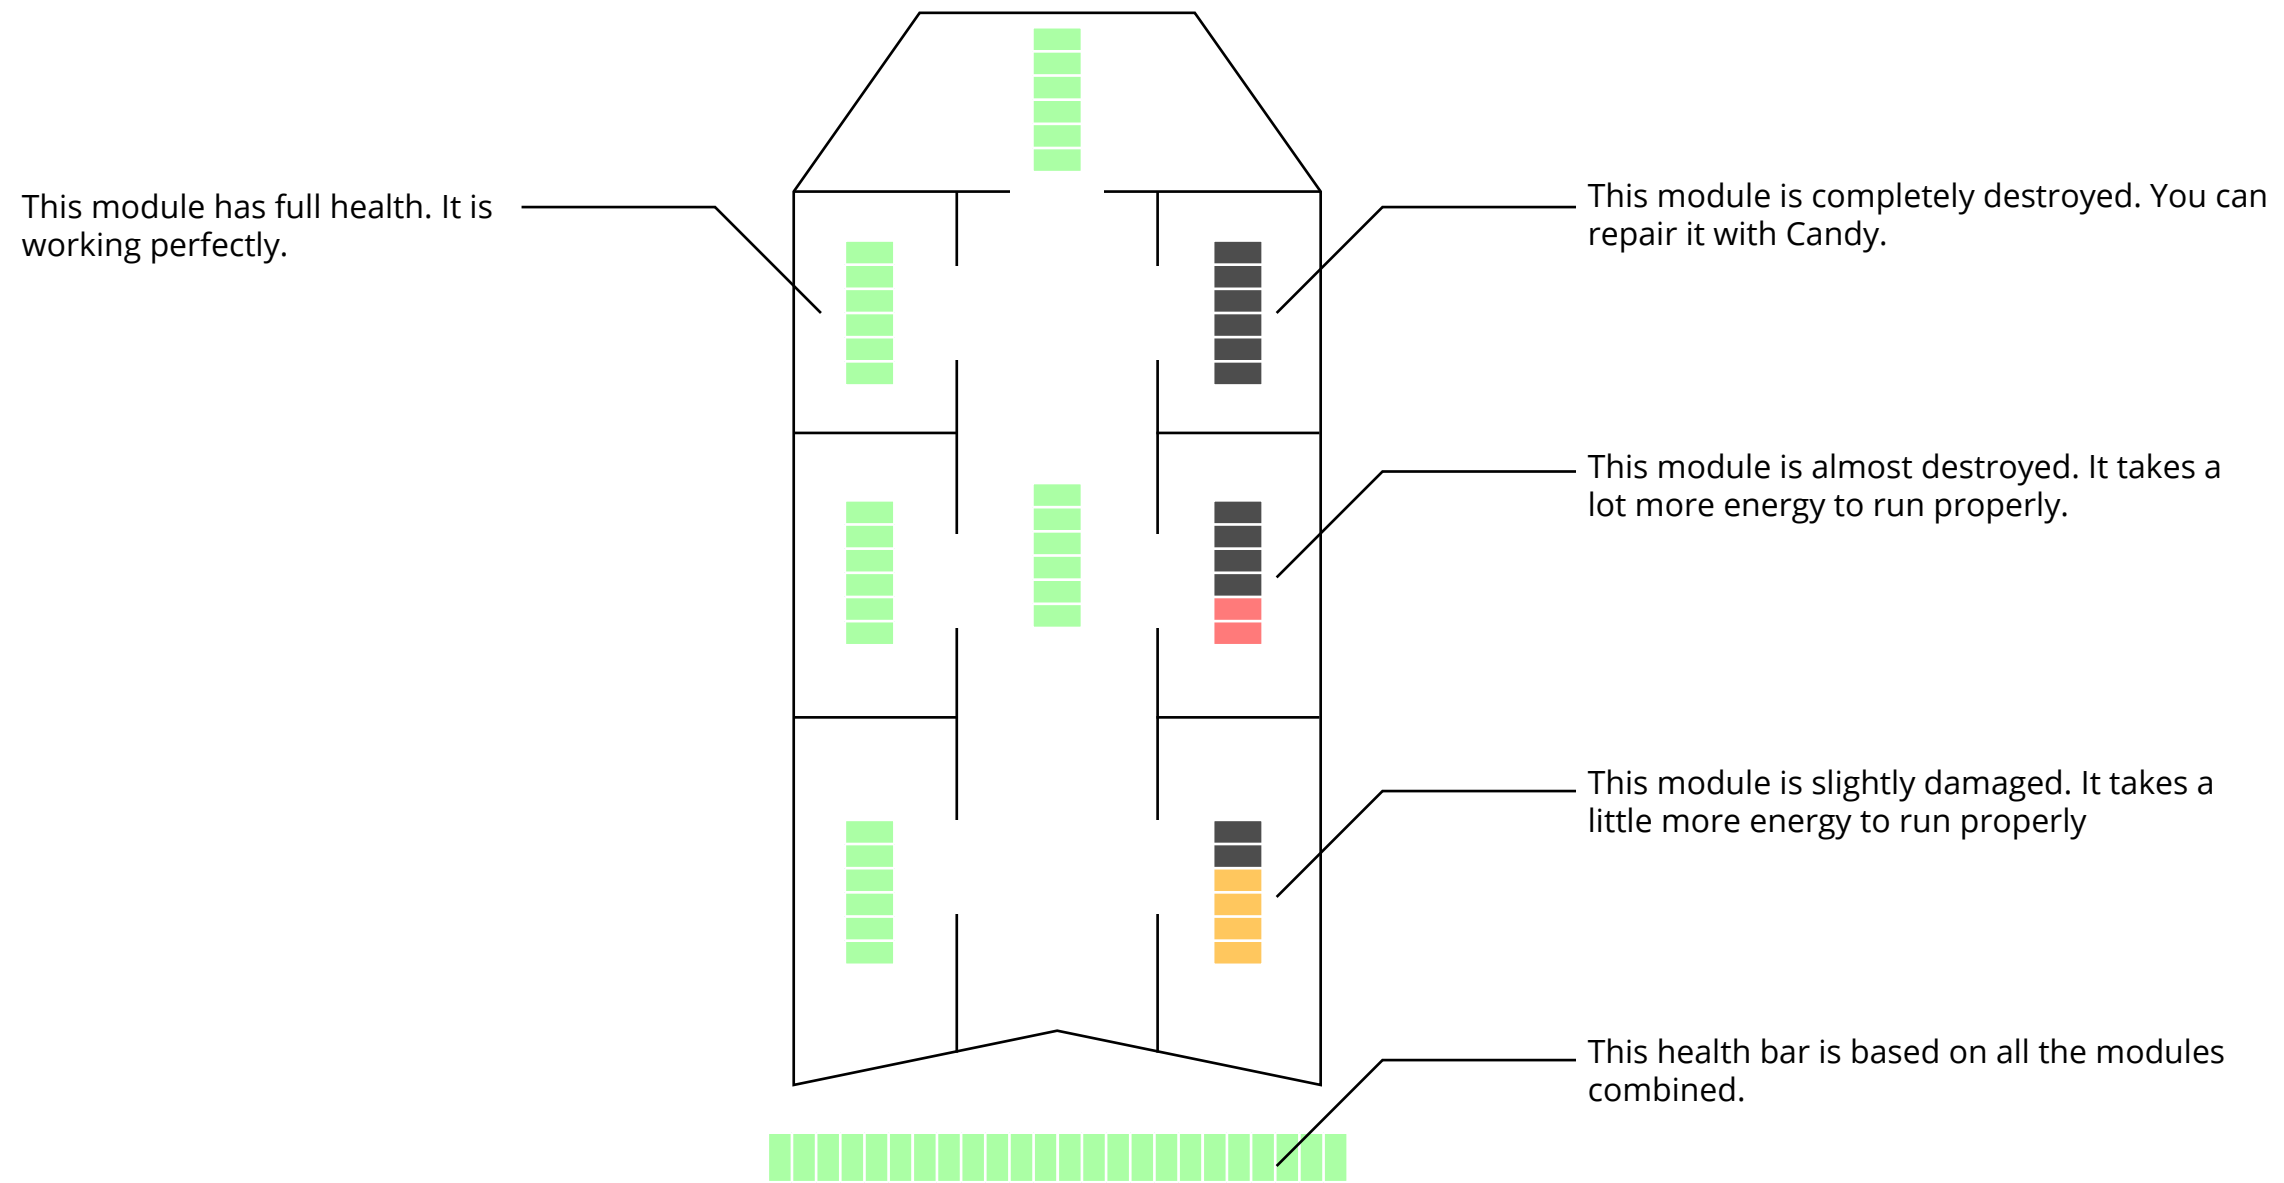 This module has full health. It is
working perfectly.
This module is completely destroyed. You can
repair it with Candy.
This module is almost destroyed. It takes a
lot more energy to run properly.
This module is slightly damaged. It takes a
little more energy to run properly
This health bar is based on all the modules
combined.